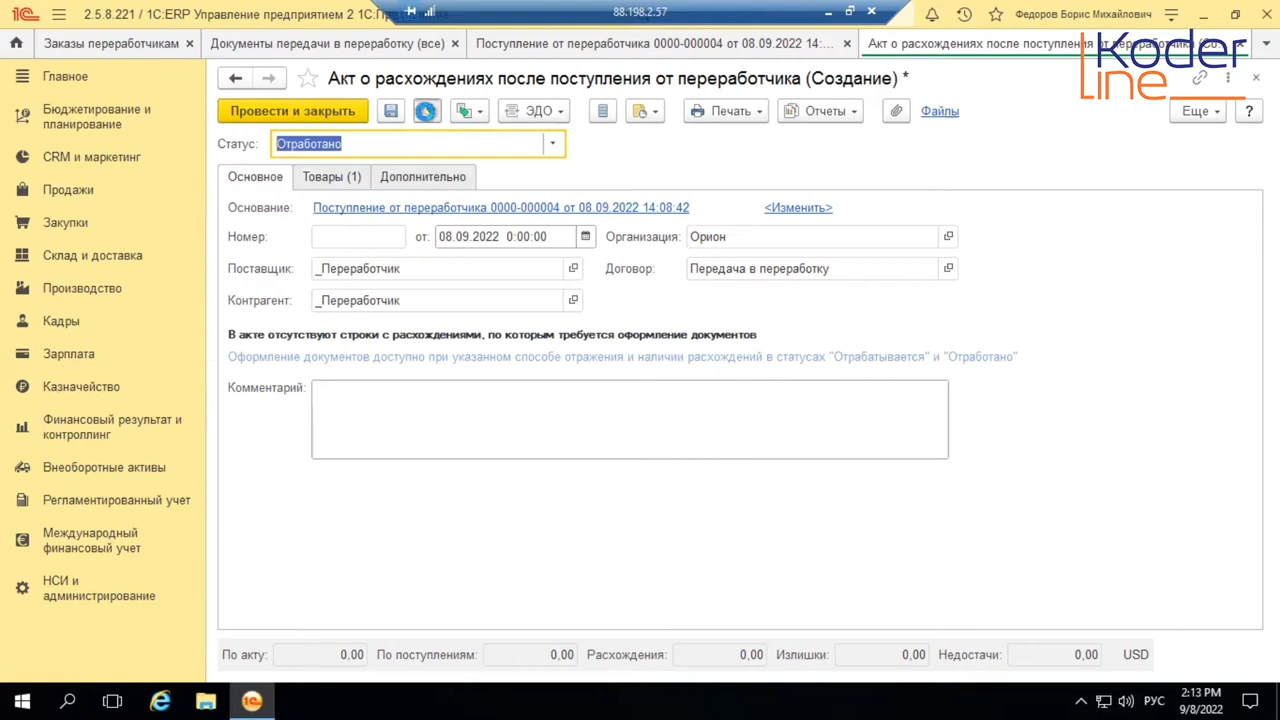 2.5.8.221 / 1С:ERP Управление предприятием 2 1С:Пр
88.198.2.57
Федоров Борис Михайлович
Заказы переработчикам
Документы передачи в переработку (все)
Поступление от переработчика 0000-000004 от 08.09.2022 14:...
Акт о расхождениях после поступления от переработчика (Со...
Koder
line
Главное
Бюджетирование и
планирование
CRM и маркетинг
Продажи
Закупки
Склад и доставка
Производство
Кадры
Зарплата
Казначейство
Финансовый результат и
контроллинг
Внеоборотные активы
Регламентированный учет
Международный
финансовый учет
НСИ и
администрирование
Акт о расхождениях после поступления от переработчика (Создание) *
Провести и закрыть
ЭДО
Печать
Отчеты
Файлы
Еще
?
Статус: Отработано
Основное
Товары (1)
Дополнительно
Основание: Поступление от переработчика 0000-000004 от 08.09.2022 14:08:42 <Изменить>
Номер: от: 08.09.2022 0:00:00 Организация: Орион
Поставщик: _Переработчик Договор: Передача в переработку
Контрагент: _Переработчик
В акте отсутствуют строки с расхождениями, по которым требуется оформление документов
Оформление документов доступно при указанном способе отражения и наличии расхождений в статусах "Отрабатывается" и "Отработано"
Комментарий:
По акту: 0,00 По поступлениям: 0,00 Расхождения: 0,00 Излишки: 0,00 Недостачи: 0,00 USD
РУС
2:13 PM
9/8/2022